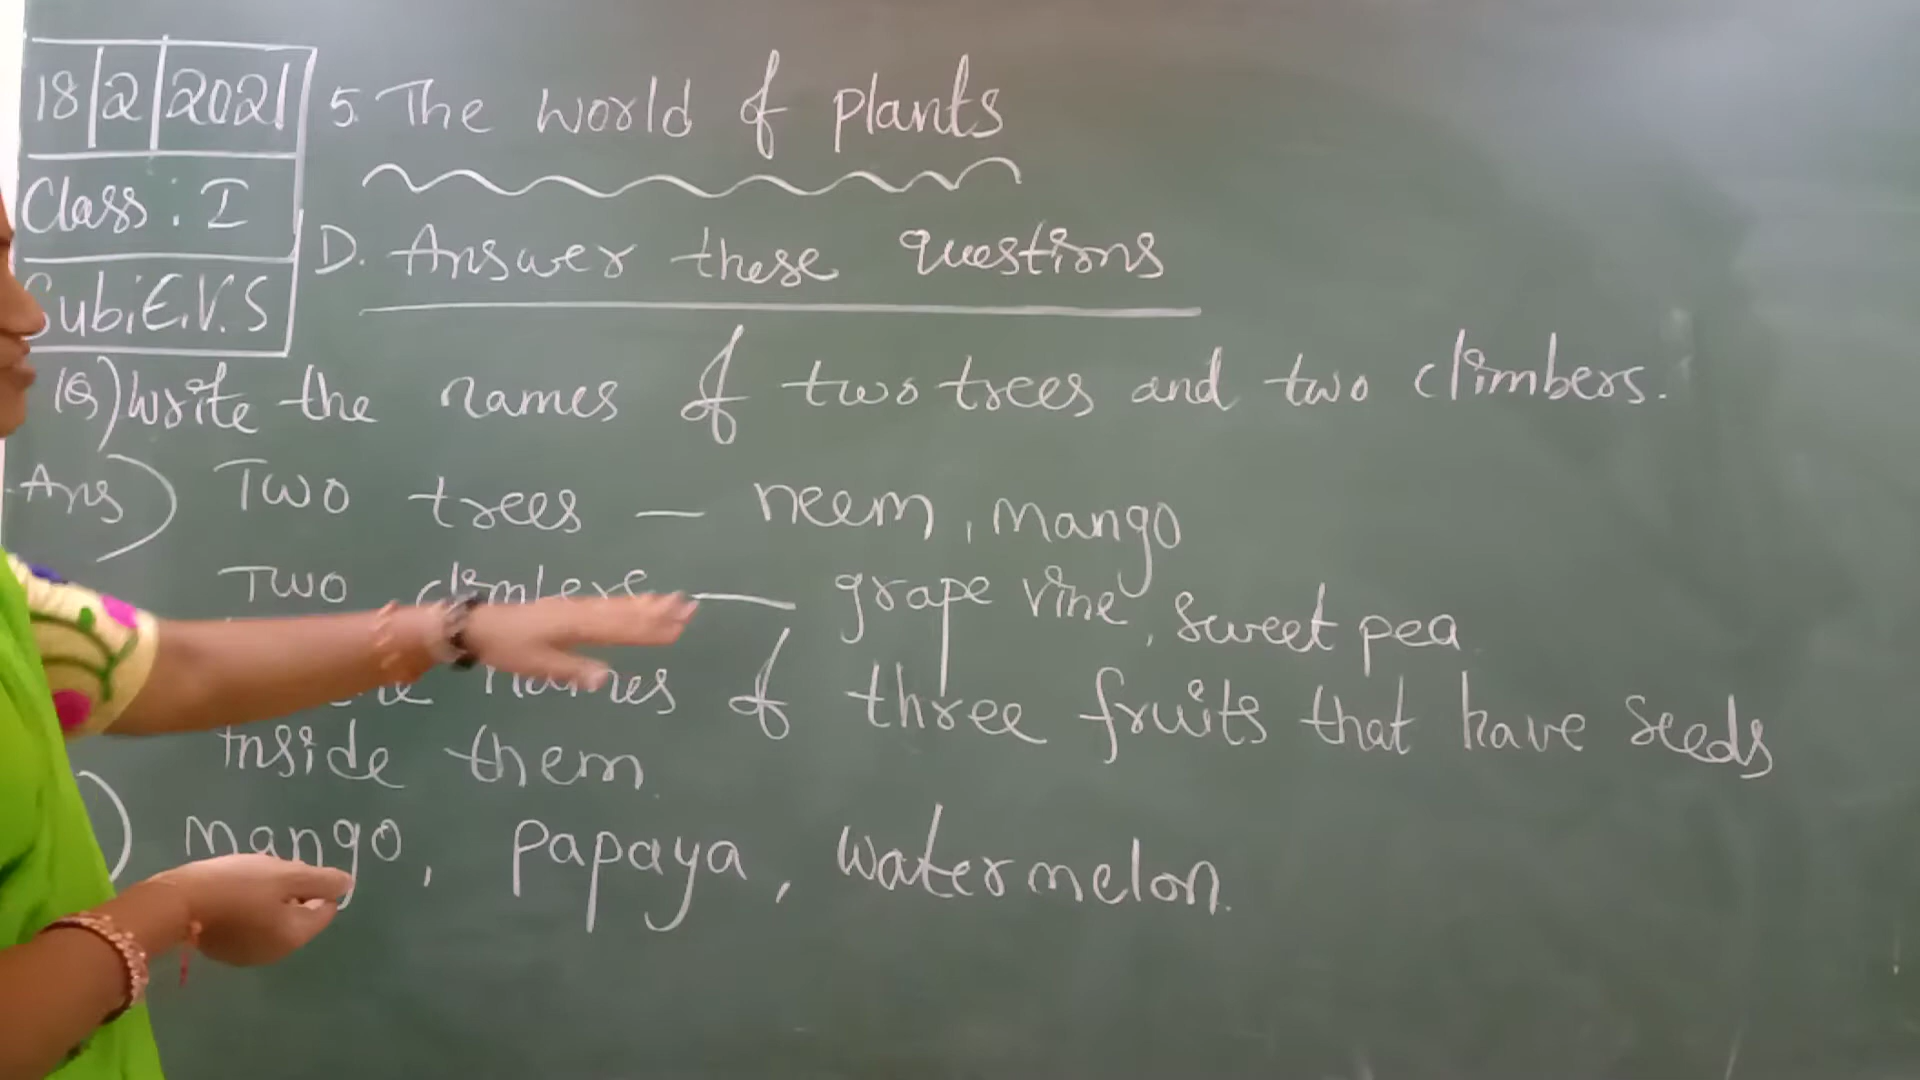 18/2/2021
Class: I
Sub: E.V.S
5. The world of plants
D. Answer these questions
1Q) Write the names of two trees and two climbers.
Ans) Two trees — neem, mango
Two climbers — grape vine, sweet pea
names of three fruits that have seeds
inside them.
) mango, papaya, watermelon.